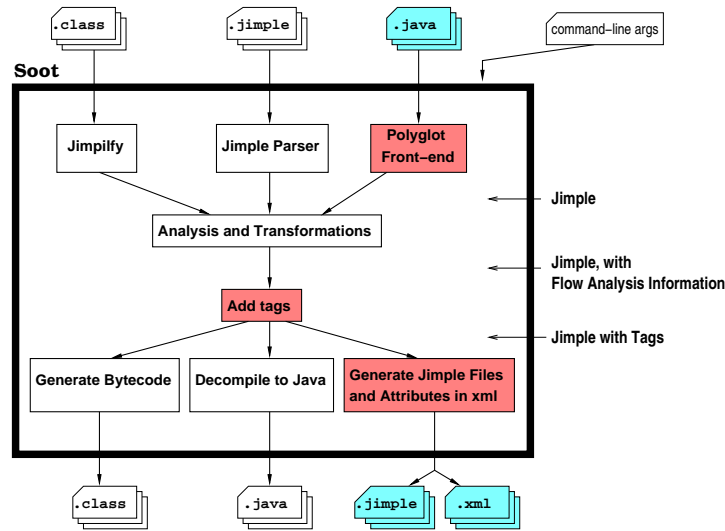 .class
.jimple
.java
command-line args
Soot
Jimpilfy
Jimple Parser
Polyglot
Front-end
Jimple
Analysis and Transformations
Jimple, with
Flow Analysis Information
Add tags
Jimple with Tags
Generate Bytecode
Decompile to Java
Generate Jimple Files
and Attributes in xml
.class
.java
.jimple
.xml